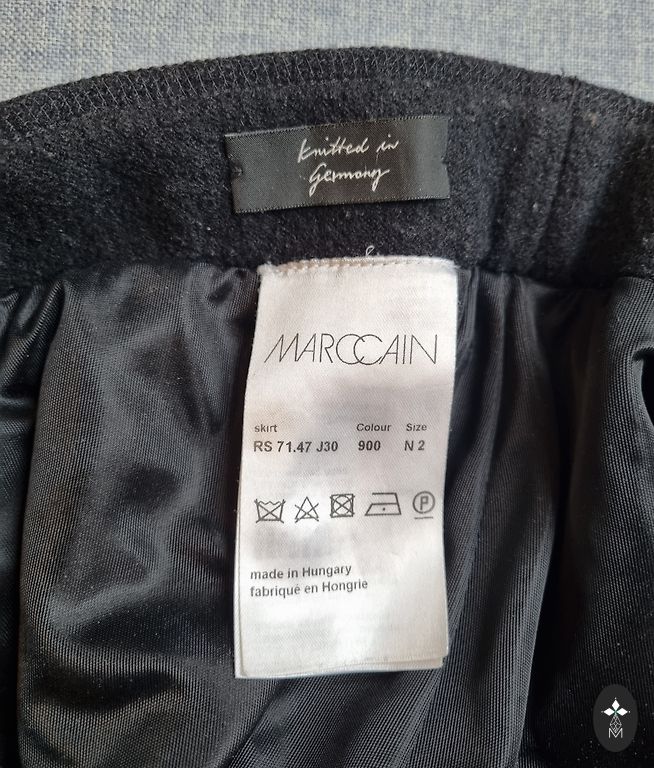 Knitted in
Germany
MARCCAIN
skirt Colour Size
RS 71.47 J30 900 N 2
P
made in Hungary
fabriqué en Hongrie
M